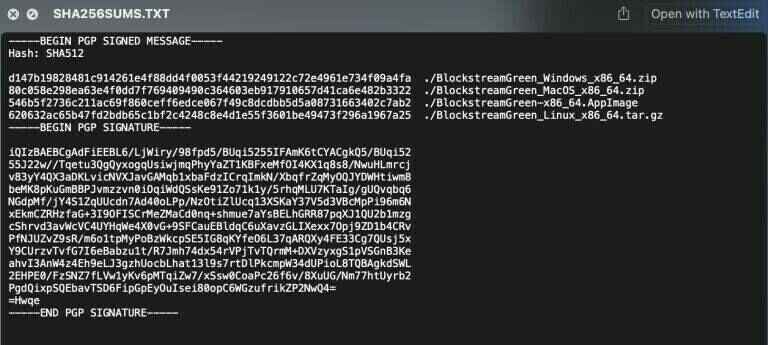 SHA256SUMS.TXT
Open with TextEdit
-----BEGIN PGP SIGNED MESSAGE-----
Hash: SHA512
d147b19828481c914261e4f88dd4f0053f44219249122c72e4961e734f09a4fa  ./BlockstreamGreen_Windows_x86_64.zip
80c058e298ea63e4f0dd7f769409490c364603eb917910657d41ca6e482b3322  ./BlockstreamGreen_MacOS_x86_64.zip
546b5f2736c211ac69f860ceff6edce067f49c8dcdbb5d5a08731663402c7ab2  ./BlockstreamGreen-x86_64.AppImage
620632ac65b47fd2bdb65c1bf2c4248c8e4d1e55f3601be49473f296a1967a25  ./BlockstreamGreen_Linux_x86_64.tar.gz
-----BEGIN PGP SIGNATURE-----
iQIzBAEBCgAdFiEEBL6/LjWiry/98fpd5/BUqi5255IFAmK6tCYACgkQ5/BUqi52
55J22w//Tqetu3QgQyxogqUsiwjmqPhyYaZT1KBFxeMfOI4KX1q8s8/NwuHLmrcj
v83yY4QX3aDKLvicNVXJavGAMqb1xbaFdzICrqImkN/XbqfrZqMyOQJYDWHtiwm8
beMK8pKuGmBBPJvmzzvn0iOqiWdQSsKe91Zo71k1y/5rhqMLU7KTaIg/gUQvqbq6
NGdpMf/jY4S1ZqUUcdn7Ad40oLPp/NzOtiZlUcq13XSKaY37V5d3VBcMpPi96m6N
xEkmCZRHzfaG+3I9OFISCrMeZMaCd0nq+shmue7aYsBELhGRR87pqXJ1QU2b1mzg
cShrvd3avWcVC4UYHqWe4X0vG+9SFCauEBldqC6uXavzGLIXexx7Opj9ZD1b4CRv
PfNJUZvZ9sR/m6o1tpMyPoBzWkcpSE5IG8qKYfeO6L37qARQXy4FE33Cg7QUsj5x
Y9CUrzvTvfG7I6eBabzu1t/R7Jmh74dx54rVPjTvTQrmM+DXVzyxgS1pVSGnB3Ke
ahvI3AnW4z4Eh9eLJ3gzhUocbLhat13l9s7rtDlPkcmpW34dUPioL8TQBAgkdSWL
2EHPE0/FzSNZ7fLVw1yKv6pMTqiZw7/xSsw0CoaPc26f6v/8XuUG/Nm77htUyrb2
PgdQixpSQEbavTSD6FipGpEyOuIsei80opC6WGzufrikZP2NwQ4=
=Hwqe
-----END PGP SIGNATURE-----